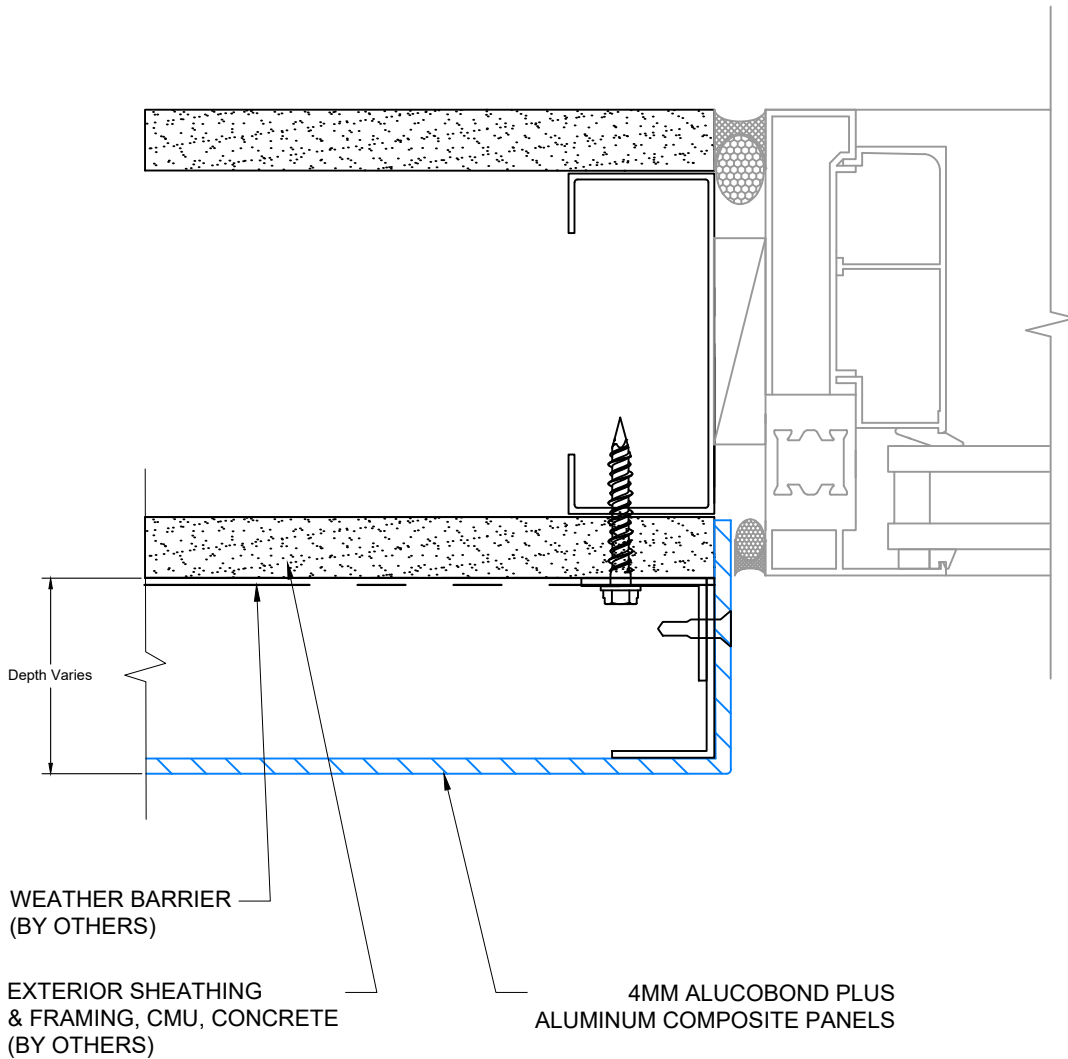 Depth Varies
WEATHER BARRIER
(BY OTHERS)
EXTERIOR SHEATHING
& FRAMING, CMU, CONCRETE
(BY OTHERS)
4MM ALUCOBOND PLUS
ALUMINUM COMPOSITE PANELS